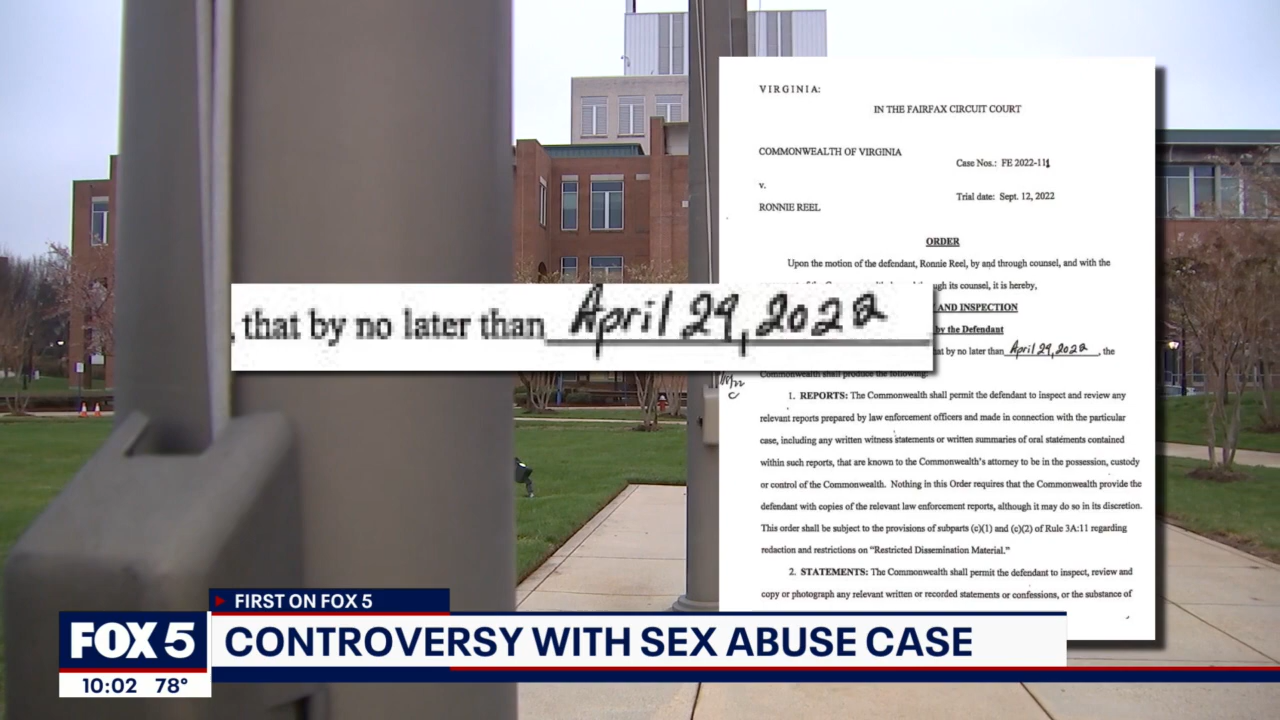 VIRGINIA:
IN THE FAIRFAX CIRCUIT COURT
COMMONWEALTH OF VIRGINIA
Case Nos.: FE 2022-111
v.
Trial date: Sept. 12, 2022
RONNIE REEL
ORDER
Upon the motion of the defendant, Ronnie Reel, by and through counsel, and with the
ugh its counsel, it is hereby,
AND INSPECTION
by the Defendant
, that by no later than April 29, 2022
that by no later than April 29, 2022, the
Commonwealth shall produce the following:
1. REPORTS: The Commonwealth shall permit the defendant to inspect and review any
relevant reports prepared by law enforcement officers and made in connection with the particular
case, including any written witness statements or written summaries of oral statements contained
within such reports, that are known to the Commonwealth's attorney to be in the possession, custody
or control of the Commonwealth. Nothing in this Order requires that the Commonwealth provide the
defendant with copies of the relevant law enforcement reports, although it may do so in its discretion.
This order shall be subject to the provisions of subparts (c)(1) and (c)(2) of Rule 3A:11 regarding
redaction and restrictions on "Restricted Dissemination Material."
2. STATEMENTS: The Commonwealth shall permit the defendant to inspect, review and
copy or photograph any relevant written or recorded statements or confessions, or the substance of
FIRST ON FOX 5
FOX 5
CONTROVERSY WITH SEX ABUSE CASE
10:02 78°